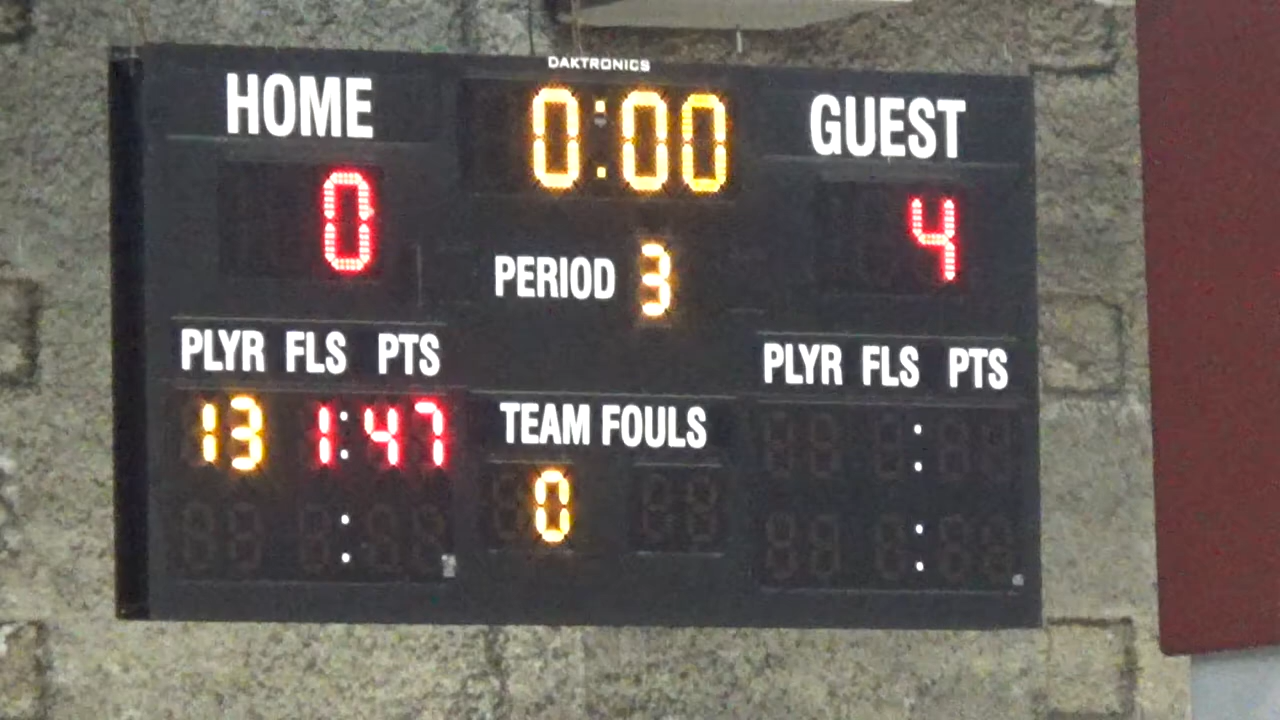 DAKTRONICS
HOME 0:00 GUEST
0 4
PERIOD 3
PLYR FLS PTS PLYR FLS PTS
13 1:47
TEAM FOULS
0